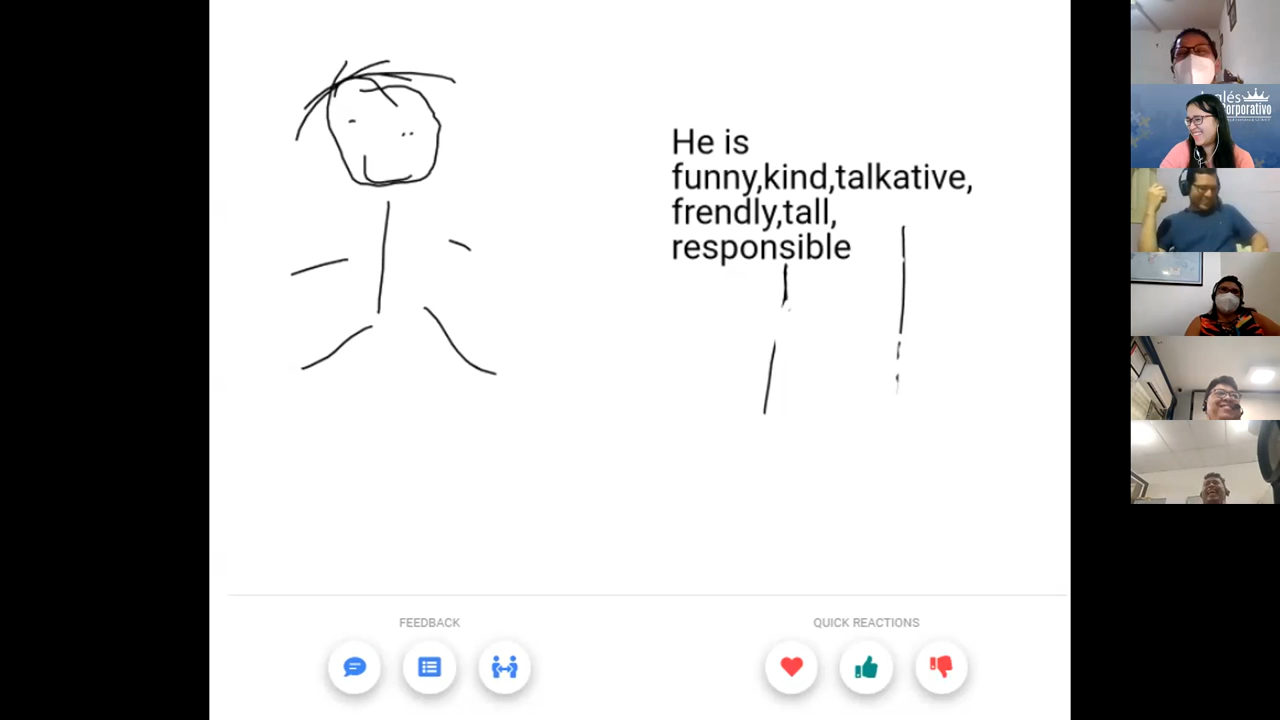 He is
funny,kind,talkative,
frendly,tall,
responsible
FEEDBACK
QUICK REACTIONS